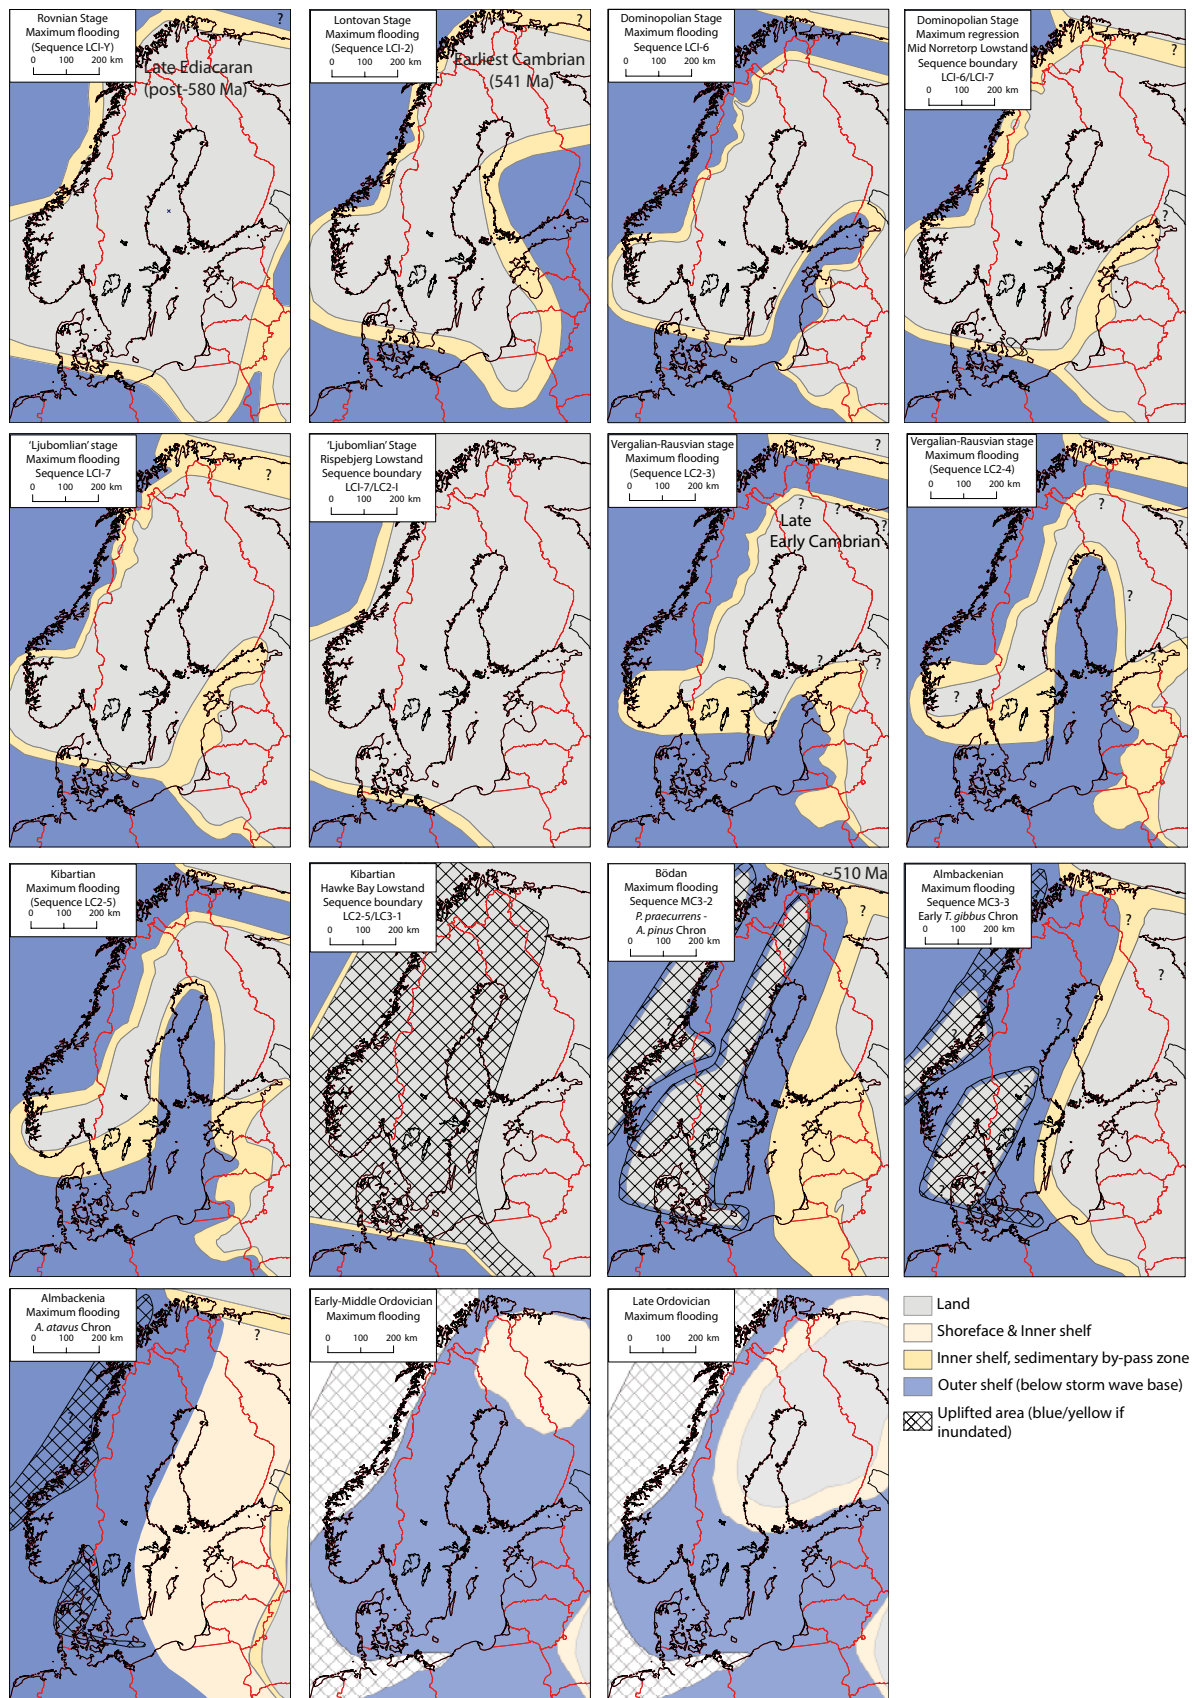 Rovnian Stage
Maximum flooding
(Sequence LCI-Y)
0 100 200 km
?
Late Ediacaran
(post-580 Ma)
Lontovan Stage
Maximum flooding
(Sequence LCI-2)
0 100 200 km
Earliest Cambrian
(541 Ma)
Dominopolian Stage
Maximum flooding
Sequence LCI-6
0 100 200 km
Dominopolian Stage
Maximum regression
Mid Norretorp Lowstand
Sequence boundary
LCI-6/LCI-7
0 100 200 km
?
?
'Ljubomlian' stage
Maximum flooding
Sequence LCI-7
0 100 200 km
?
'Ljubomlian' Stage
Rispebjerg Lowstand
Sequence boundary
LCI-7/LC2-I
0 100 200 km
Vergalian-Rausvian stage
Maximum flooding
(Sequence LC2-3)
0 100 200 km
?
? ? ?
?
Late
Early Cambrian
? ?
Vergalian-Rausvian stage
Maximum flooding
(Sequence LC2-4)
0 100 200 km
?
?
?
?
?
?
Kibartian
Maximum flooding
(Sequence LC2-5)
0 100 200 km
?
Kibartian
Hawke Bay Lowstand
Sequence boundary
LC2-5/LC3-1
0 100 200 km
Bödan
Maximum flooding
Sequence MC3-2
P. praecurrens -
A. pinus Chron
0 100 200 km
~510 Ma
?
?
?
Almbackenian
Maximum flooding
Sequence MC3-3
Early T. gibbus Chron
0 100 200 km
?
?
?
?
?
?
Almbackenia
Maximum flooding
A. atavus Chron
0 100 200 km
?
?
?
Early-Middle Ordovician
Maximum flooding
0 100 200 km
Late Ordovician
Maximum flooding
0 100 200 km
Land
Shoreface & Inner shelf
Inner shelf, sedimentary by-pass zone
Outer shelf (below storm wave base)
Uplifted area (blue/yellow if
inundated)